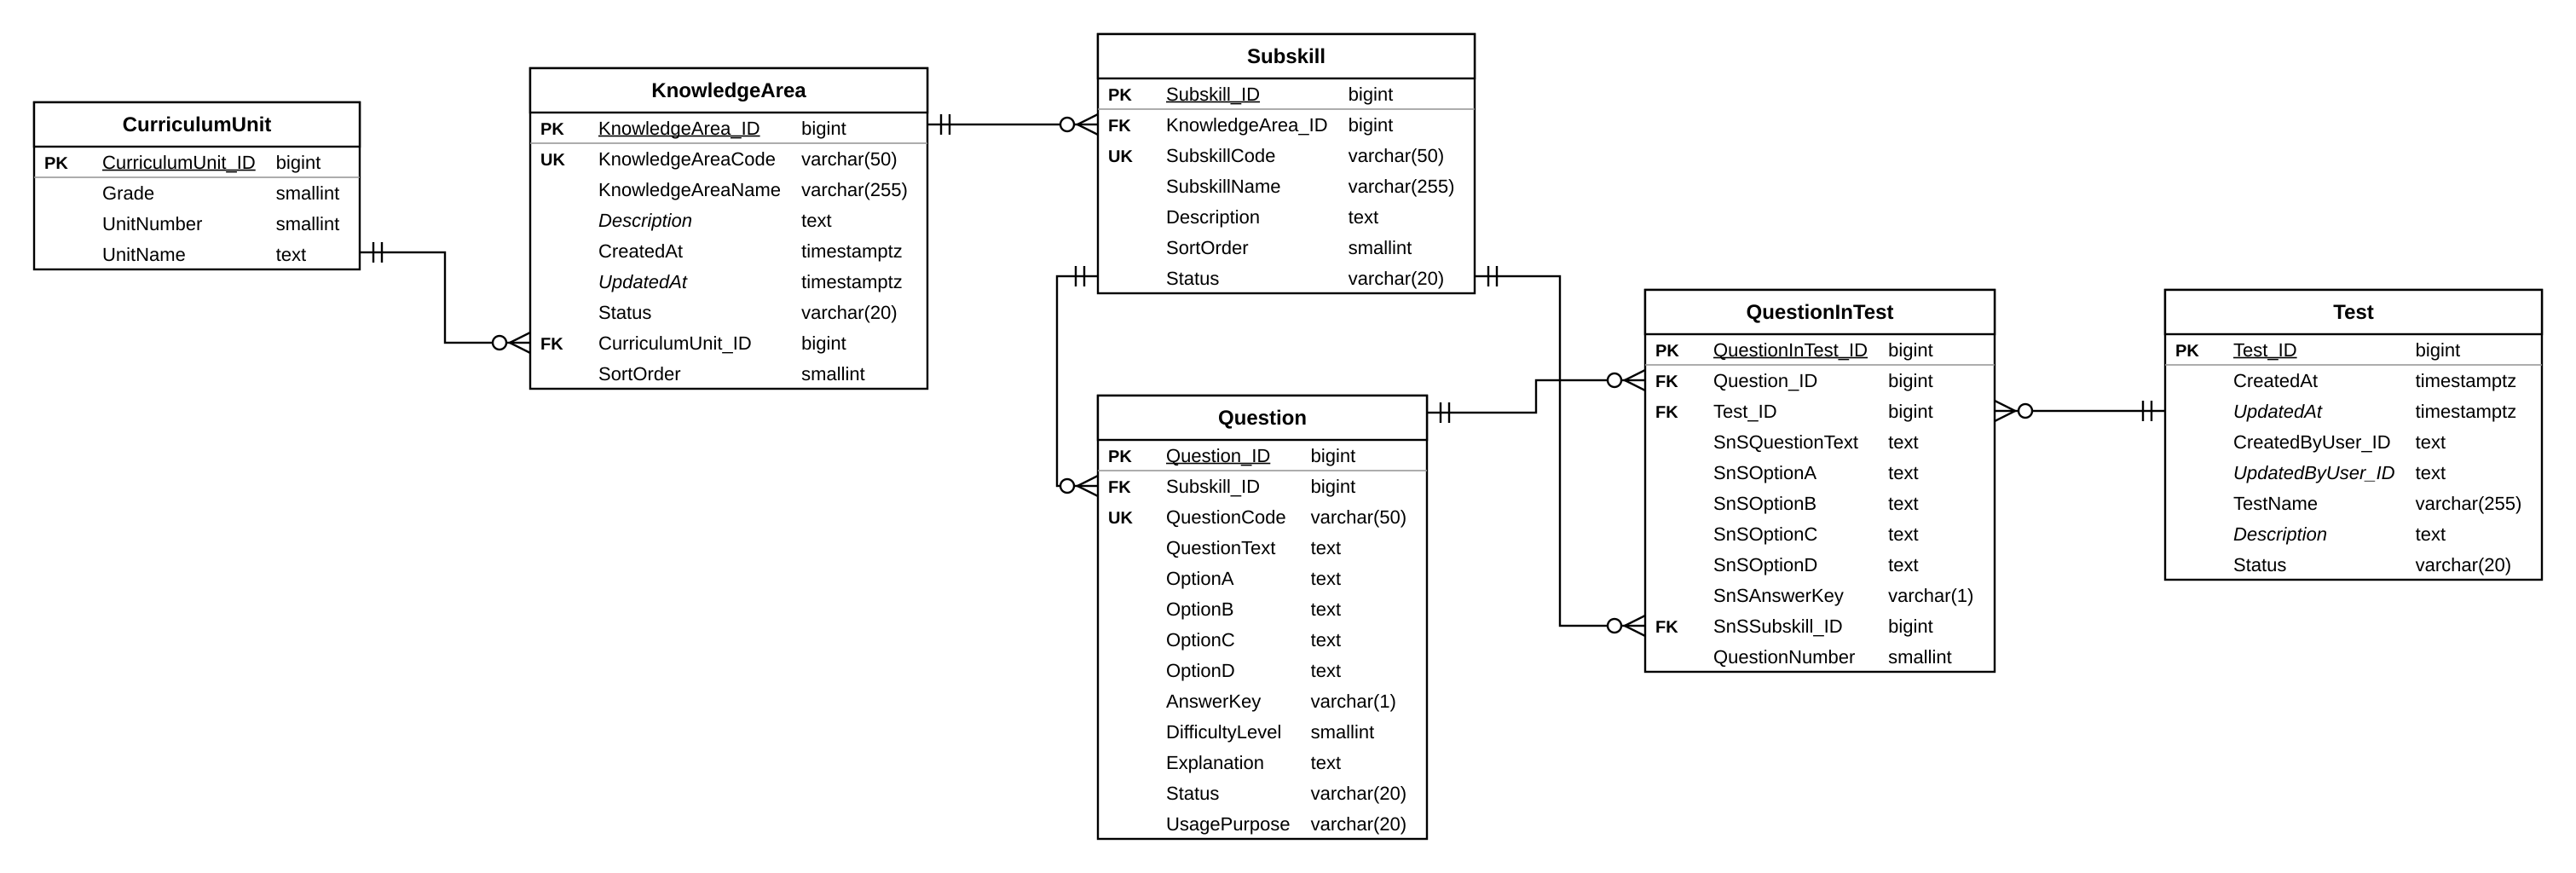 CurriculumUnit
PK CurriculumUnit_ID bigint
Grade smallint
UnitNumber smallint
UnitName text
KnowledgeArea
PK KnowledgeArea_ID bigint
UK KnowledgeAreaCode varchar(50)
KnowledgeAreaName varchar(255)
Description text
CreatedAt timestamptz
UpdatedAt timestamptz
Status varchar(20)
FK CurriculumUnit_ID bigint
SortOrder smallint
Subskill
PK Subskill_ID bigint
FK KnowledgeArea_ID bigint
UK SubskillCode varchar(50)
SubskillName varchar(255)
Description text
SortOrder smallint
Status varchar(20)
Question
PK Question_ID bigint
FK Subskill_ID bigint
UK QuestionCode varchar(50)
QuestionText text
OptionA text
OptionB text
OptionC text
OptionD text
AnswerKey varchar(1)
DifficultyLevel smallint
Explanation text
Status varchar(20)
UsagePurpose varchar(20)
QuestionInTest
PK QuestionInTest_ID bigint
FK Question_ID bigint
FK Test_ID bigint
SnSQuestionText text
SnSOptionA text
SnSOptionB text
SnSOptionC text
SnSOptionD text
SnSAnswerKey varchar(1)
FK SnSSubskill_ID bigint
QuestionNumber smallint
Test
PK Test_ID bigint
CreatedAt timestamptz
UpdatedAt timestamptz
CreatedByUser_ID text
UpdatedByUser_ID text
TestName varchar(255)
Description text
Status varchar(20)